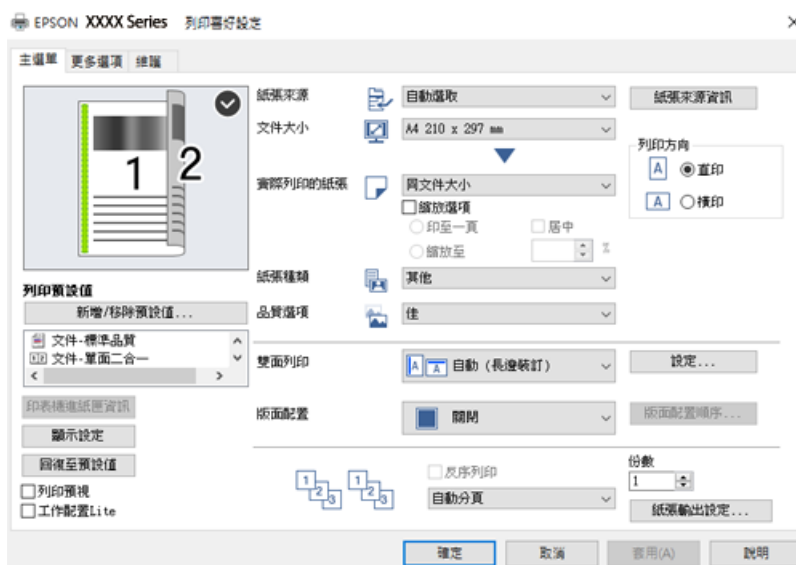 EPSON XXXX Series 列印喜好設定
主選單 更多選項 維護
紙張來源 自動選取 紙張來源資訊
文件大小 A4 210 x 297 mm
列印方向
A 直印
A 橫印
實際列印的紙張 同文件大小
縮放選項
印至一頁 居中
縮放至 %
1 2
紙張種類 其他
品質選項 佳
列印預設值
新增/移除預設值...
文件-標準品質
文件-單面二合一
雙面列印 A A 自動 (長邊裝訂) 設定...
版面配置 關閉 版面配置順序...
印表機進紙匣資訊
顯示設定
回復至預設值
列印預視
工作配置Lite
1 2 3 1 2 3
反序列印
自動分頁
份數
1
紙張輸出設定...
確定 取消 套用(A) 說明